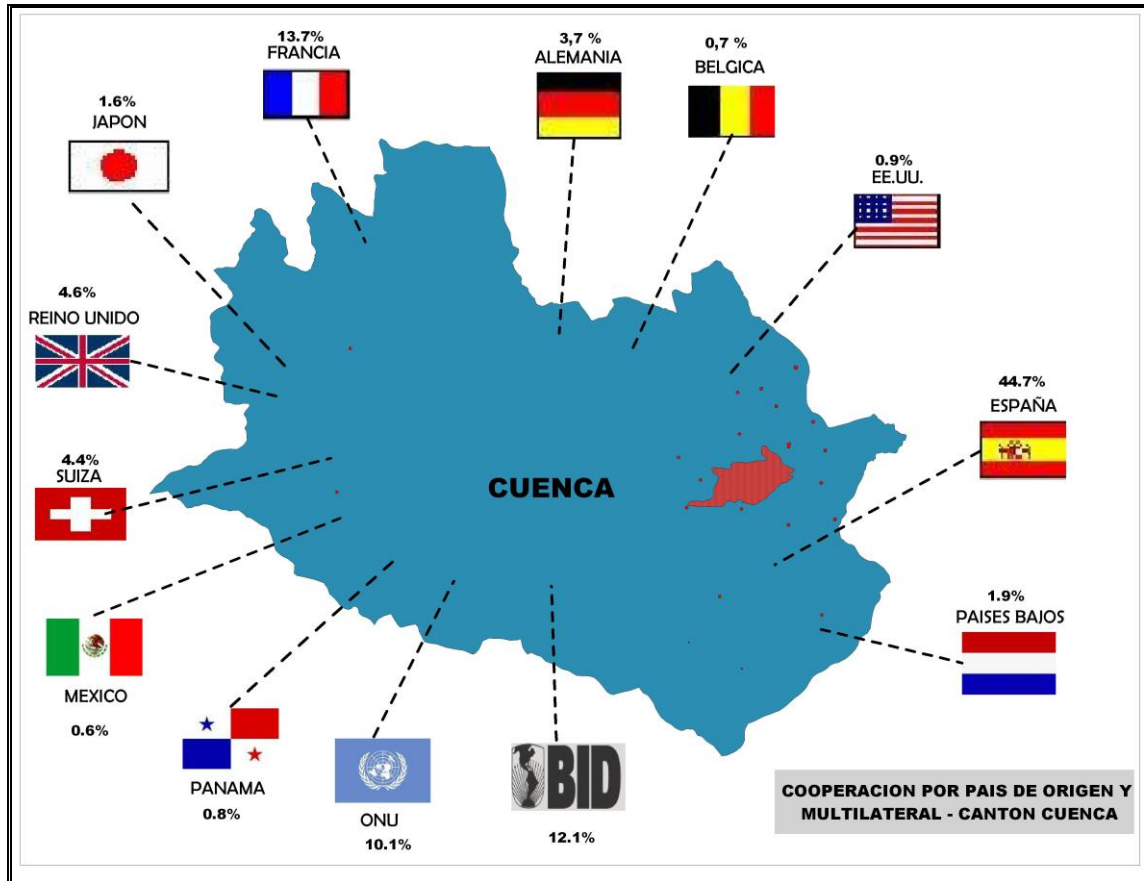 13.7%
FRANCIA
3,7 %
ALEMANIA
0,7 %
BELGICA
1.6%
JAPON
0.9%
EE.UU.
4.6%
REINO UNIDO
44.7%
ESPAÑA
4.4%
SUIZA
CUENCA
1.9%
PAISES BAJOS
MEXICO
0.6%
PANAMA
0.8%
ONU
10.1%
BID
12.1%
COOPERACION POR PAIS DE ORIGEN Y
MULTILATERAL - CANTON CUENCA